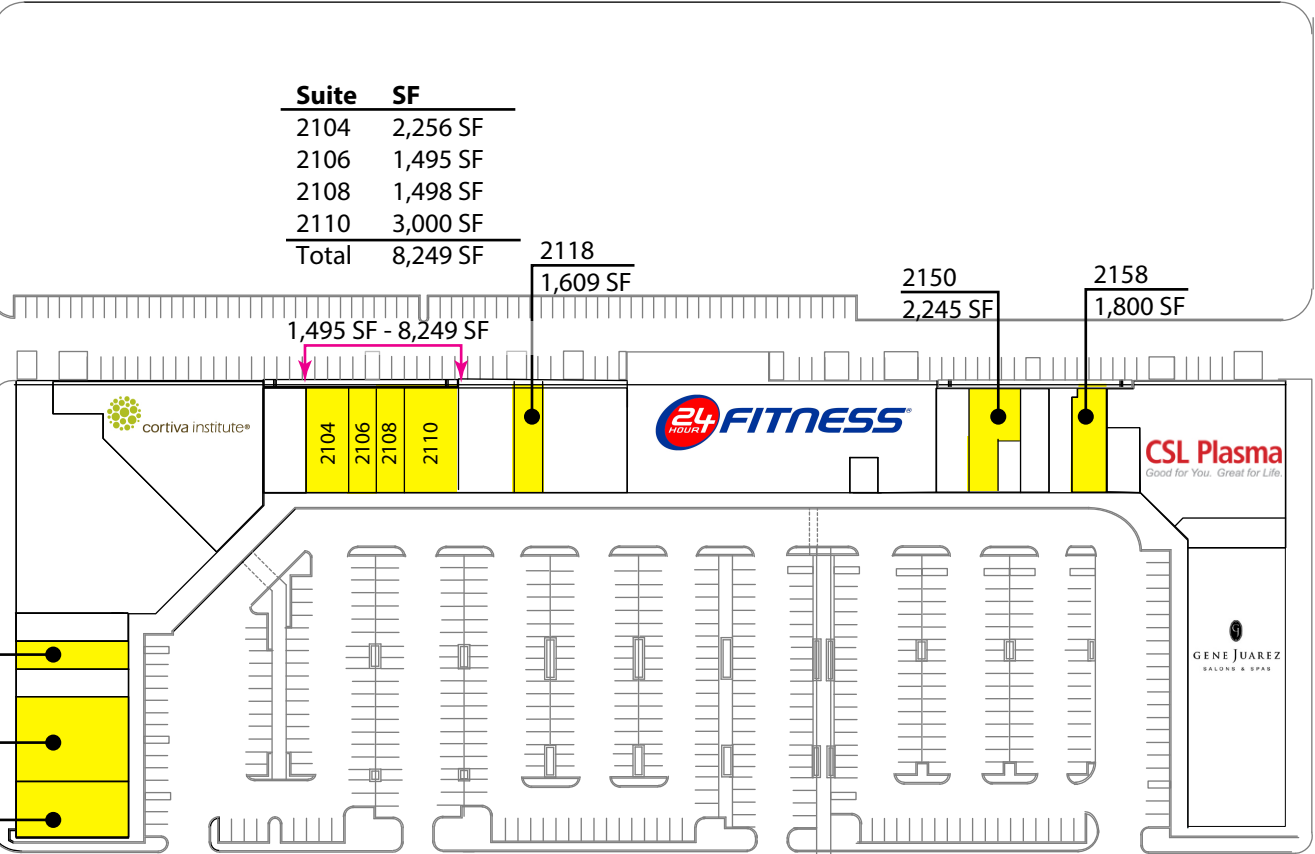 Suite SF
2104 2,256 SF
2106 1,495 SF
2108 1,498 SF
2110 3,000 SF
Total 8,249 SF
2118
1,609 SF
2150
2,245 SF
2158
1,800 SF
1,495 SF - 8,249 SF
cortiva institute®
2104
2106
2108
2110
24
HOUR
FITNESS®
CSL Plasma
Good for You. Great for Life.
GJ
GENE JUAREZ
SALONS & SPAS